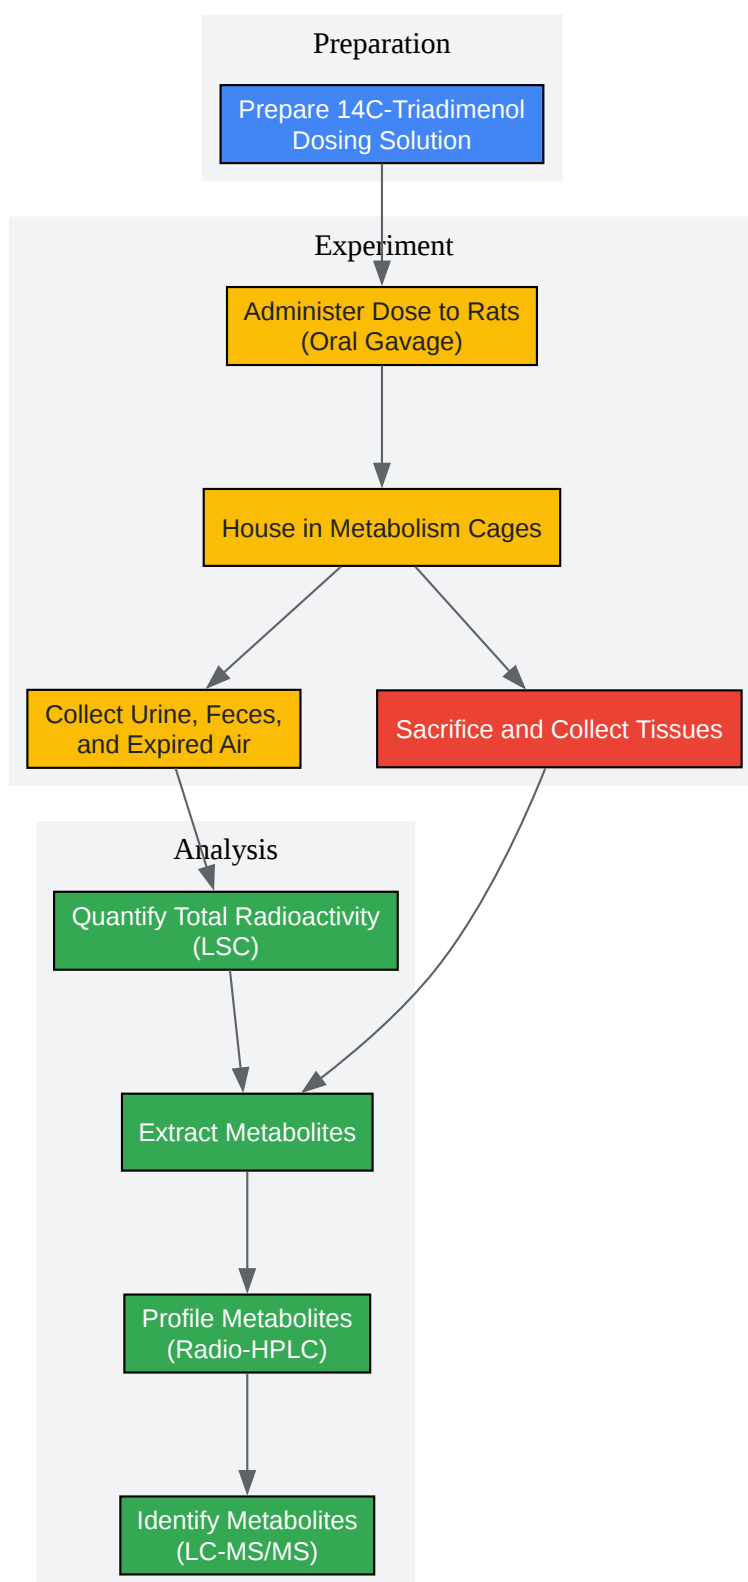 Preparation
Prepare 14C-Triadimenol
Dosing Solution
Experiment
Administer Dose to Rats
(Oral Gavage)
House in Metabolism Cages
Collect Urine, Feces,
and Expired Air
Sacrifice and Collect Tissues
Analysis
Quantify Total Radioactivity
(LSC)
Extract Metabolites
Profile Metabolites
(Radio-HPLC)
Identify Metabolites
(LC-MS/MS)